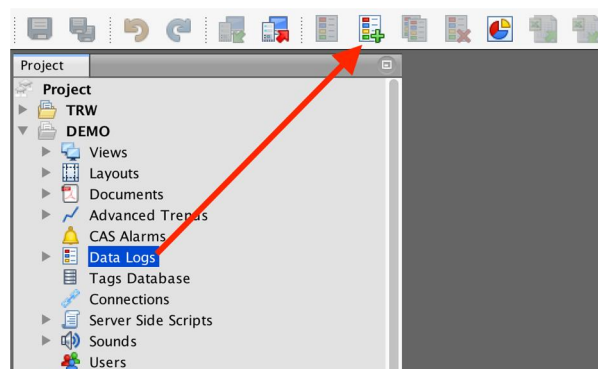 Project
Project
TRW
DEMO
Views
Layouts
Documents
Advanced Trends
CAS Alarms
Data Logs
Tags Database
Connections
Server Side Scripts
Sounds
Users